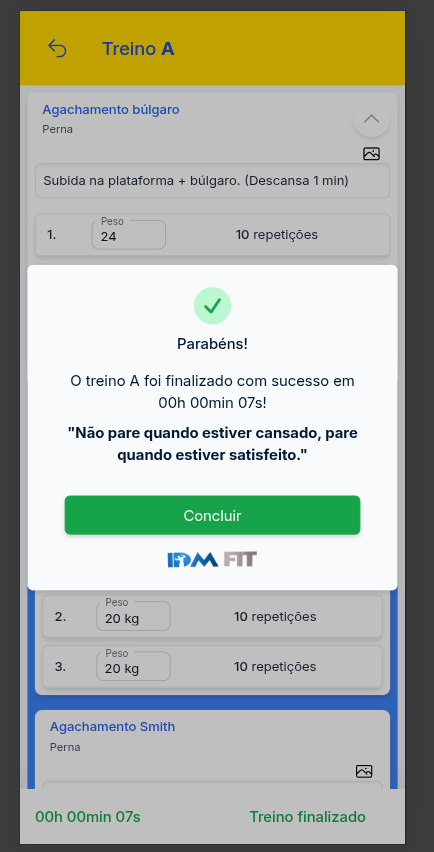 Treino A
Agachamento búlgaro
Perna
Subida na plataforma + búlgaro. (Descansa 1 min)
Peso
1. 24 10 repetições
Parabéns!
O treino A foi finalizado com sucesso em
00h 00min 07s!
"Não pare quando estiver cansado, pare
quando estiver satisfeito."
Concluir
IDM FIT
Peso
2. 20 kg 10 repetições
Peso
3. 20 kg 10 repetições
Agachamento Smith
Perna
00h 00min 07s Treino finalizado